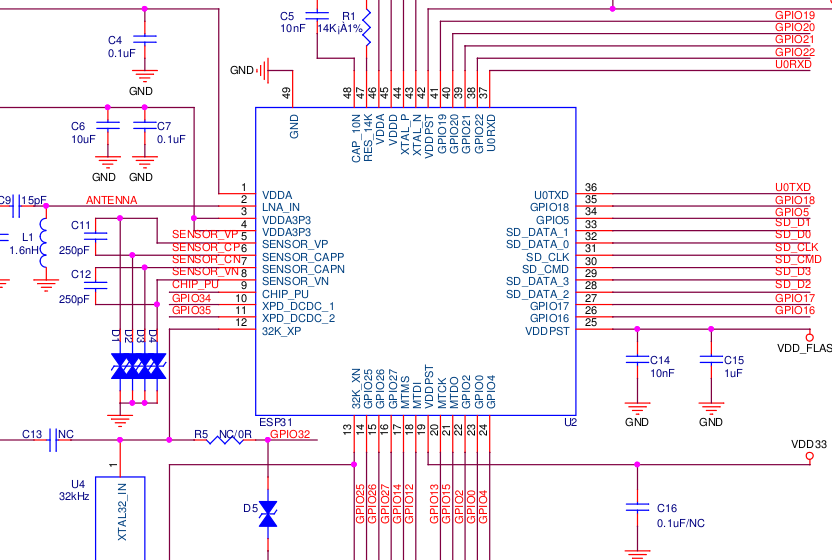 C5
10nF
R1
14K¡À1%
GPIO19
GPIO20
GPIO21
GPIO22
U0RXD
C4
0.1uF
GND
GND
49
48
47
46
45
44
43
42
41
40
39
38
37
GND
CAP_10N
RES_14K
VDDA
VDDD
XTAL_P
XTAL_N
VDDPST
GPIO19
GPIO20
GPIO21
GPIO22
U0RXD
C6
10uF
C7
0.1uF
GND
GND
C9
15pF
ANTENNA
L1
1.6nH
C11
250pF
C12
250pF
SENSOR_VP
SENSOR_CP
SENSOR_CN
SENSOR_VN
CHIP_PU
GPIO34
GPIO35
1
2
3
4
5
6
7
8
9
10
11
12
VDDA
LNA_IN
VDDA3P3
VDDA3P3
SENSOR_VP
SENSOR_CAPP
SENSOR_CAPN
SENSOR_VN
CHIP_PU
XPD_DCDC_1
XPD_DCDC_2
32K_XP
U0TXD
GPIO18
GPIO5
SD_DATA_1
SD_DATA_0
SD_CLK
SD_CMD
SD_DATA_3
SD_DATA_2
GPIO17
GPIO16
VDDPST
36
35
34
33
32
31
30
29
28
27
26
25
U0TXD
GPIO18
GPIO5
SD_D1
SD_D0
SD_CLK
SD_CMD
SD_D3
SD_D2
GPIO17
GPIO16
VDD_FLAS
C14
10nF
C15
1uF
GND
GND
D1
D2
D3
D4
32K_XN
GPIO25
GPIO26
GPIO27
MTMS
MTDI
VDDPST
MTCK
MTDO
GPIO2
GPIO0
GPIO4
ESP31
U2
13
14
15
16
17
18
19
20
21
22
23
24
C13
NC
R5
NC/0R
GPIO32
VDD33
U4
32kHz
1
XTAL32_IN
D5
GPIO25
GPIO26
GPIO27
GPIO14
GPIO12
GPIO13
GPIO15
GPIO2
GPIO0
GPIO4
C16
0.1uF/NC